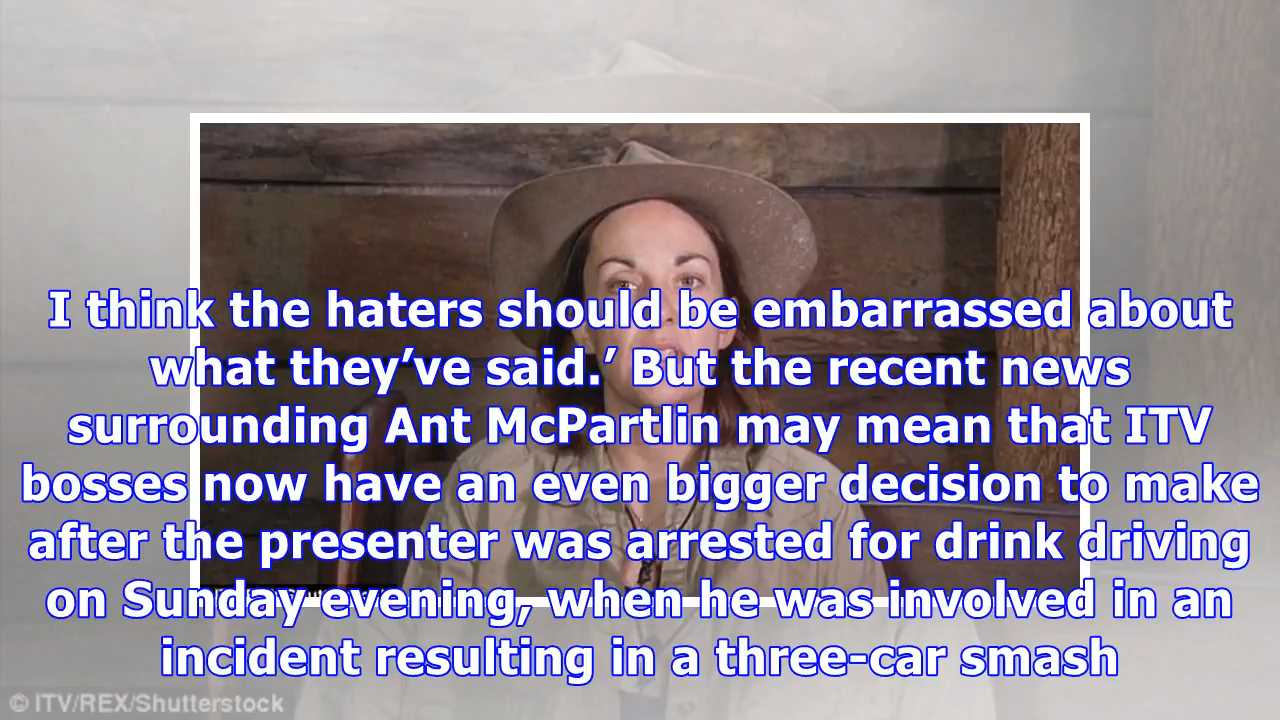 I think the haters should be embarrassed about
what they’ve said.’ But the recent news
surrounding Ant McPartlin may mean that ITV
bosses now have an even bigger decision to make
after the presenter was arrested for drink driving
on Sunday evening, when he was involved in an
incident resulting in a three-car smash
© ITV/REX/Shutterstock